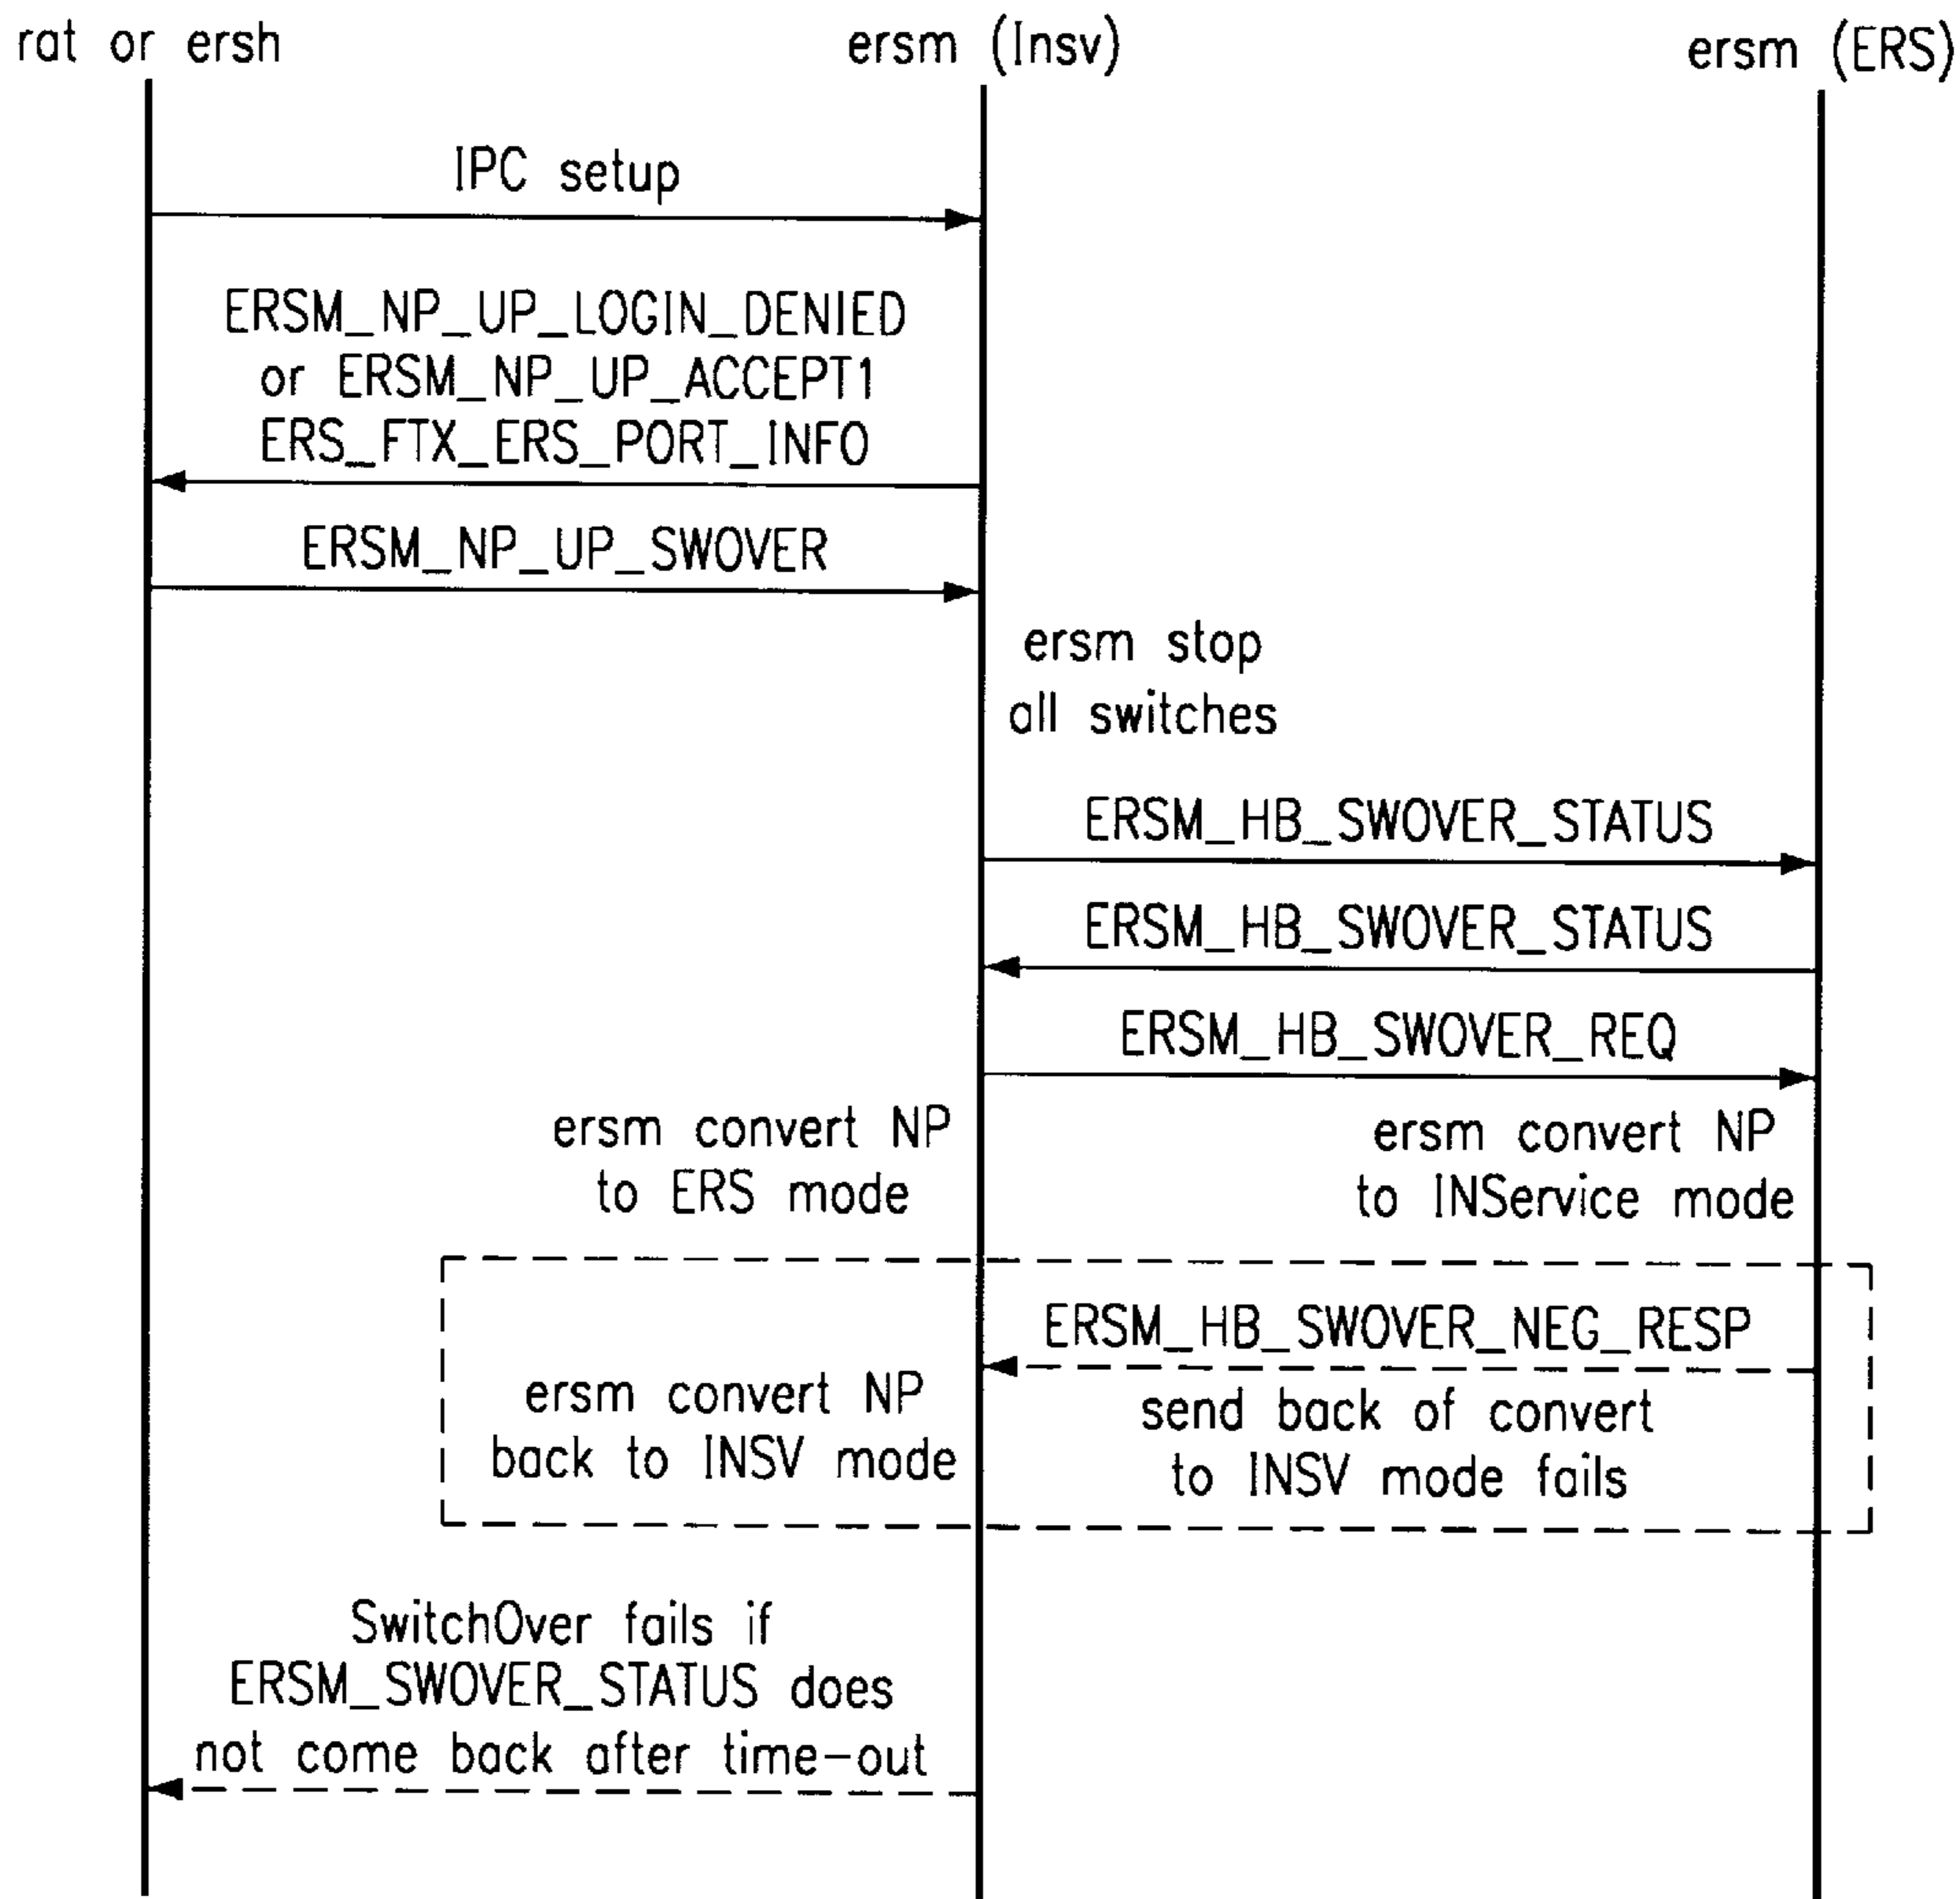 rat or ersh
ersm (Insv)
ersm (ERS)
IPC setup
ERSM_NP_UP_LOGIN_DENIED
or ERSM_NP_UP_ACCEPT1
ERS_FTX_ERS_PORT_INFO
ERSM_NP_UP_SWOVER
ersm stop
all switches
ERSM_HB_SWOVER_STATUS
ERSM_HB_SWOVER_STATUS
ERSM_HB_SWOVER_REQ
ersm convert NP
to ERS mode
ersm convert NP
to INService mode
ERSM_HB_SWOVER_NEG_RESP
ersm convert NP
back to INSV mode
send back of convert
to INSV mode fails
SwitchOver fails if
ERSM_SWOVER_STATUS does
not come back after time-out